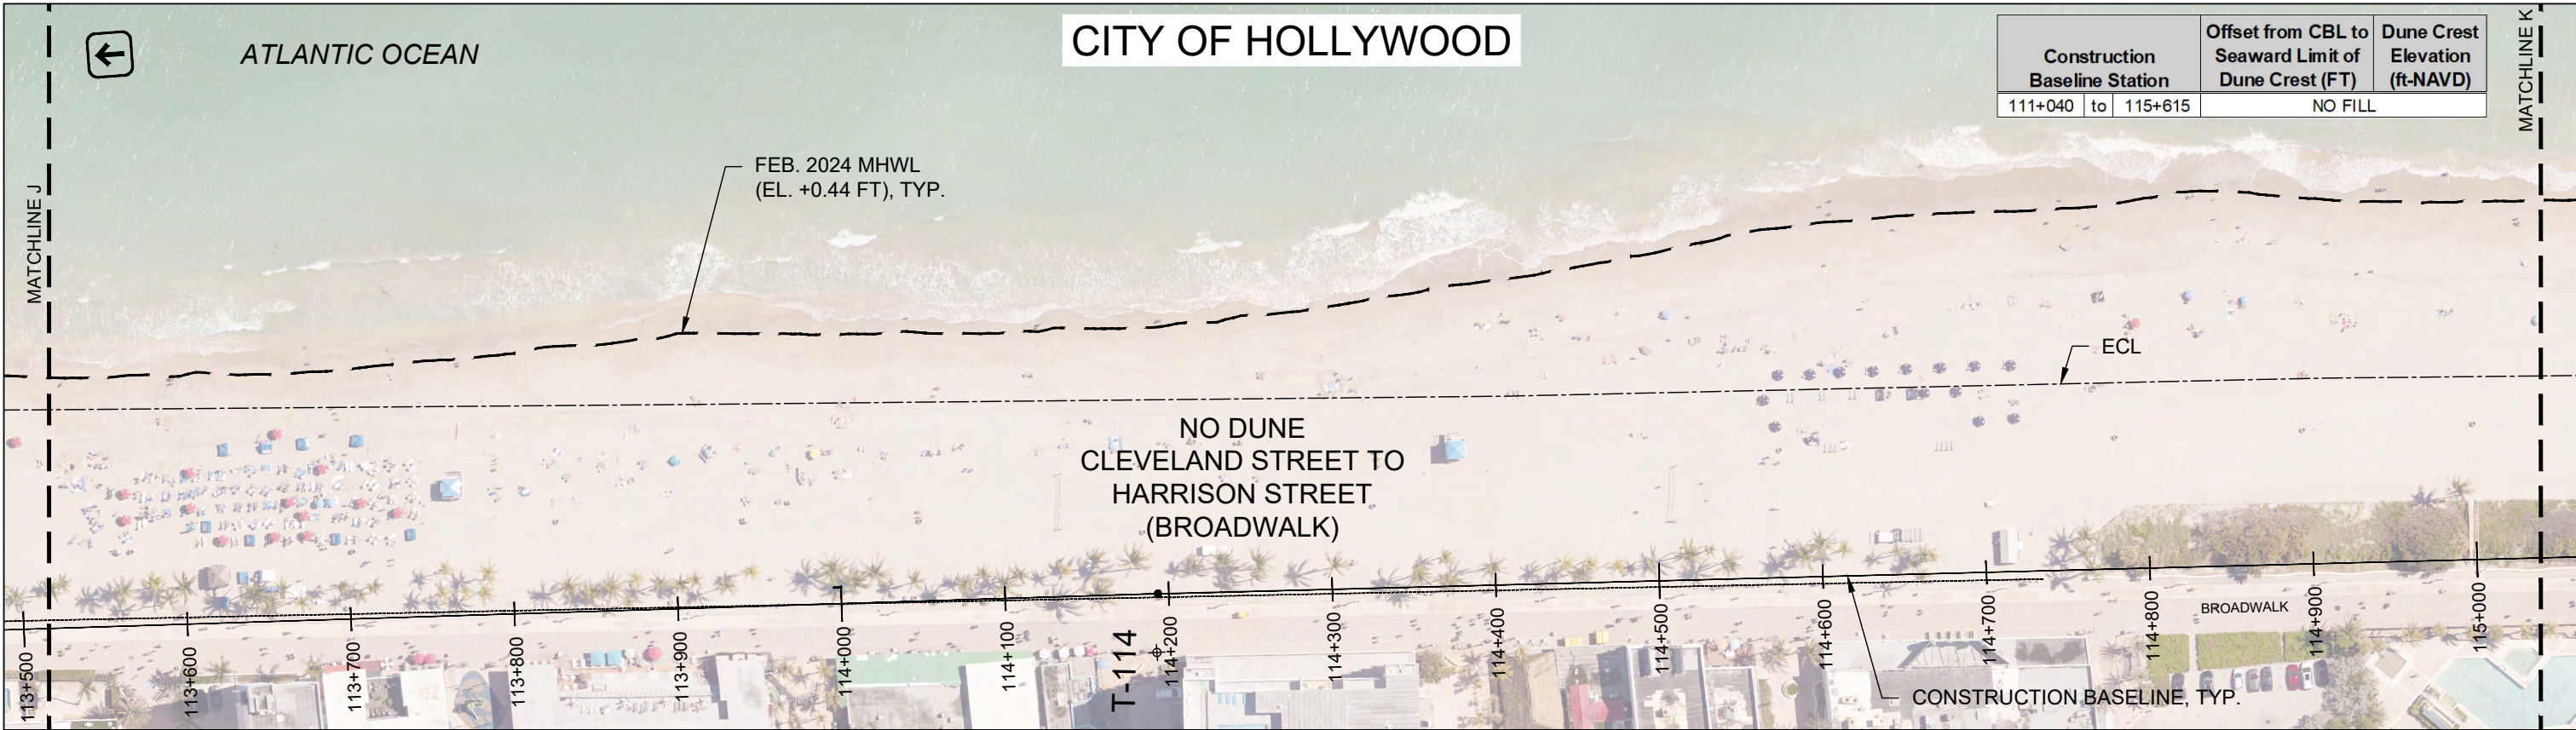 CITY OF HOLLYWOOD
ATLANTIC OCEAN
MATCHLINE J
MATCHLINE K
Construction Baseline Station | Offset from CBL to Seaward Limit of Dune Crest (FT) | Dune Crest Elevation (ft-NAVD)
111+040 to 115+615 NO FILL
FEB. 2024 MHWL
(EL. +0.44 FT), TYP.
ECL
NO DUNE
CLEVELAND STREET TO
HARRISON STREET
(BROADWALK)
BROADWALK
T-114
113+500
113+600
113+700
113+800
113+900
114+000
114+100
114+200
114+300
114+400
114+500
114+600
114+700
114+800
114+900
115+000
CONSTRUCTION BASELINE, TYP.